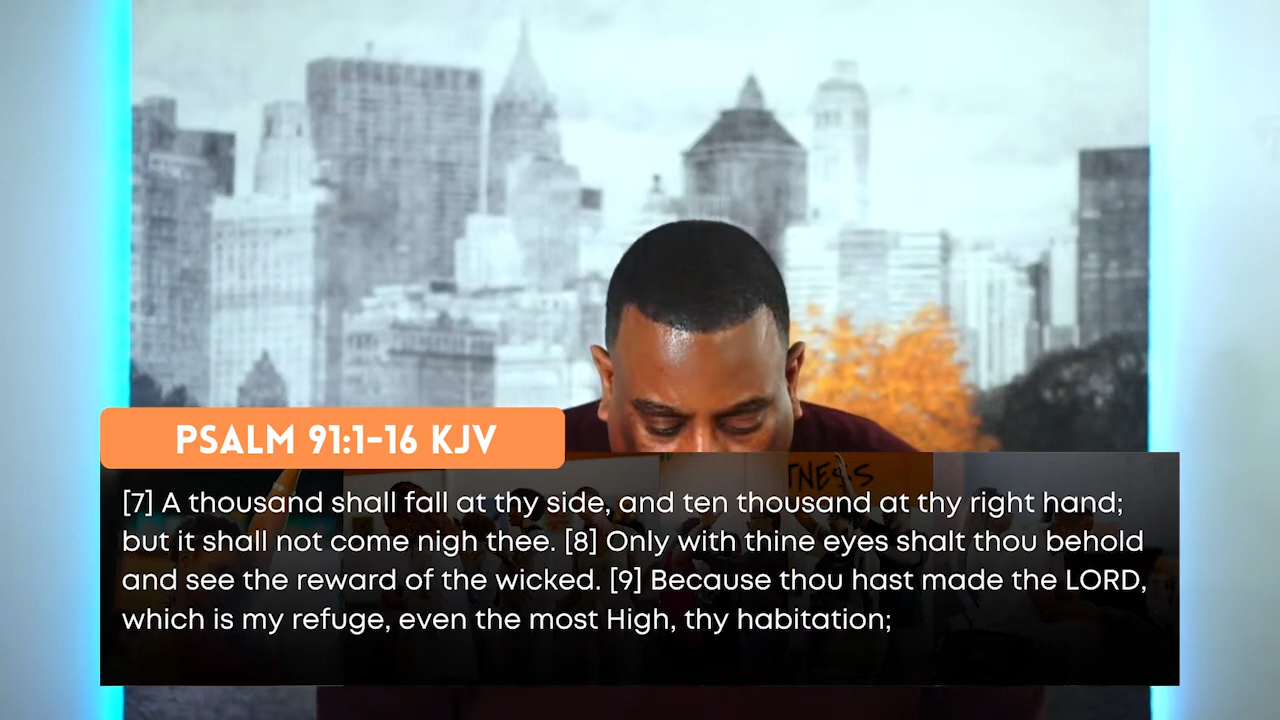 PSALM 91:1-16 KJV
TNESS
[7] A thousand shall fall at thy side, and ten thousand at thy right hand;
but it shall not come nigh thee. [8] Only with thine eyes shalt thou behold
and see the reward of the wicked. [9] Because thou hast made the LORD,
which is my refuge, even the most High, thy habitation;